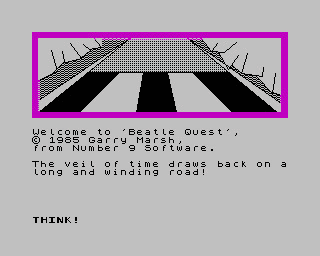 Welcome to 'Beatle Quest',
© 1985 Garry Marsh,
from Number 9 Software.
The veil of time draws back on a
long and winding road!
THINK!